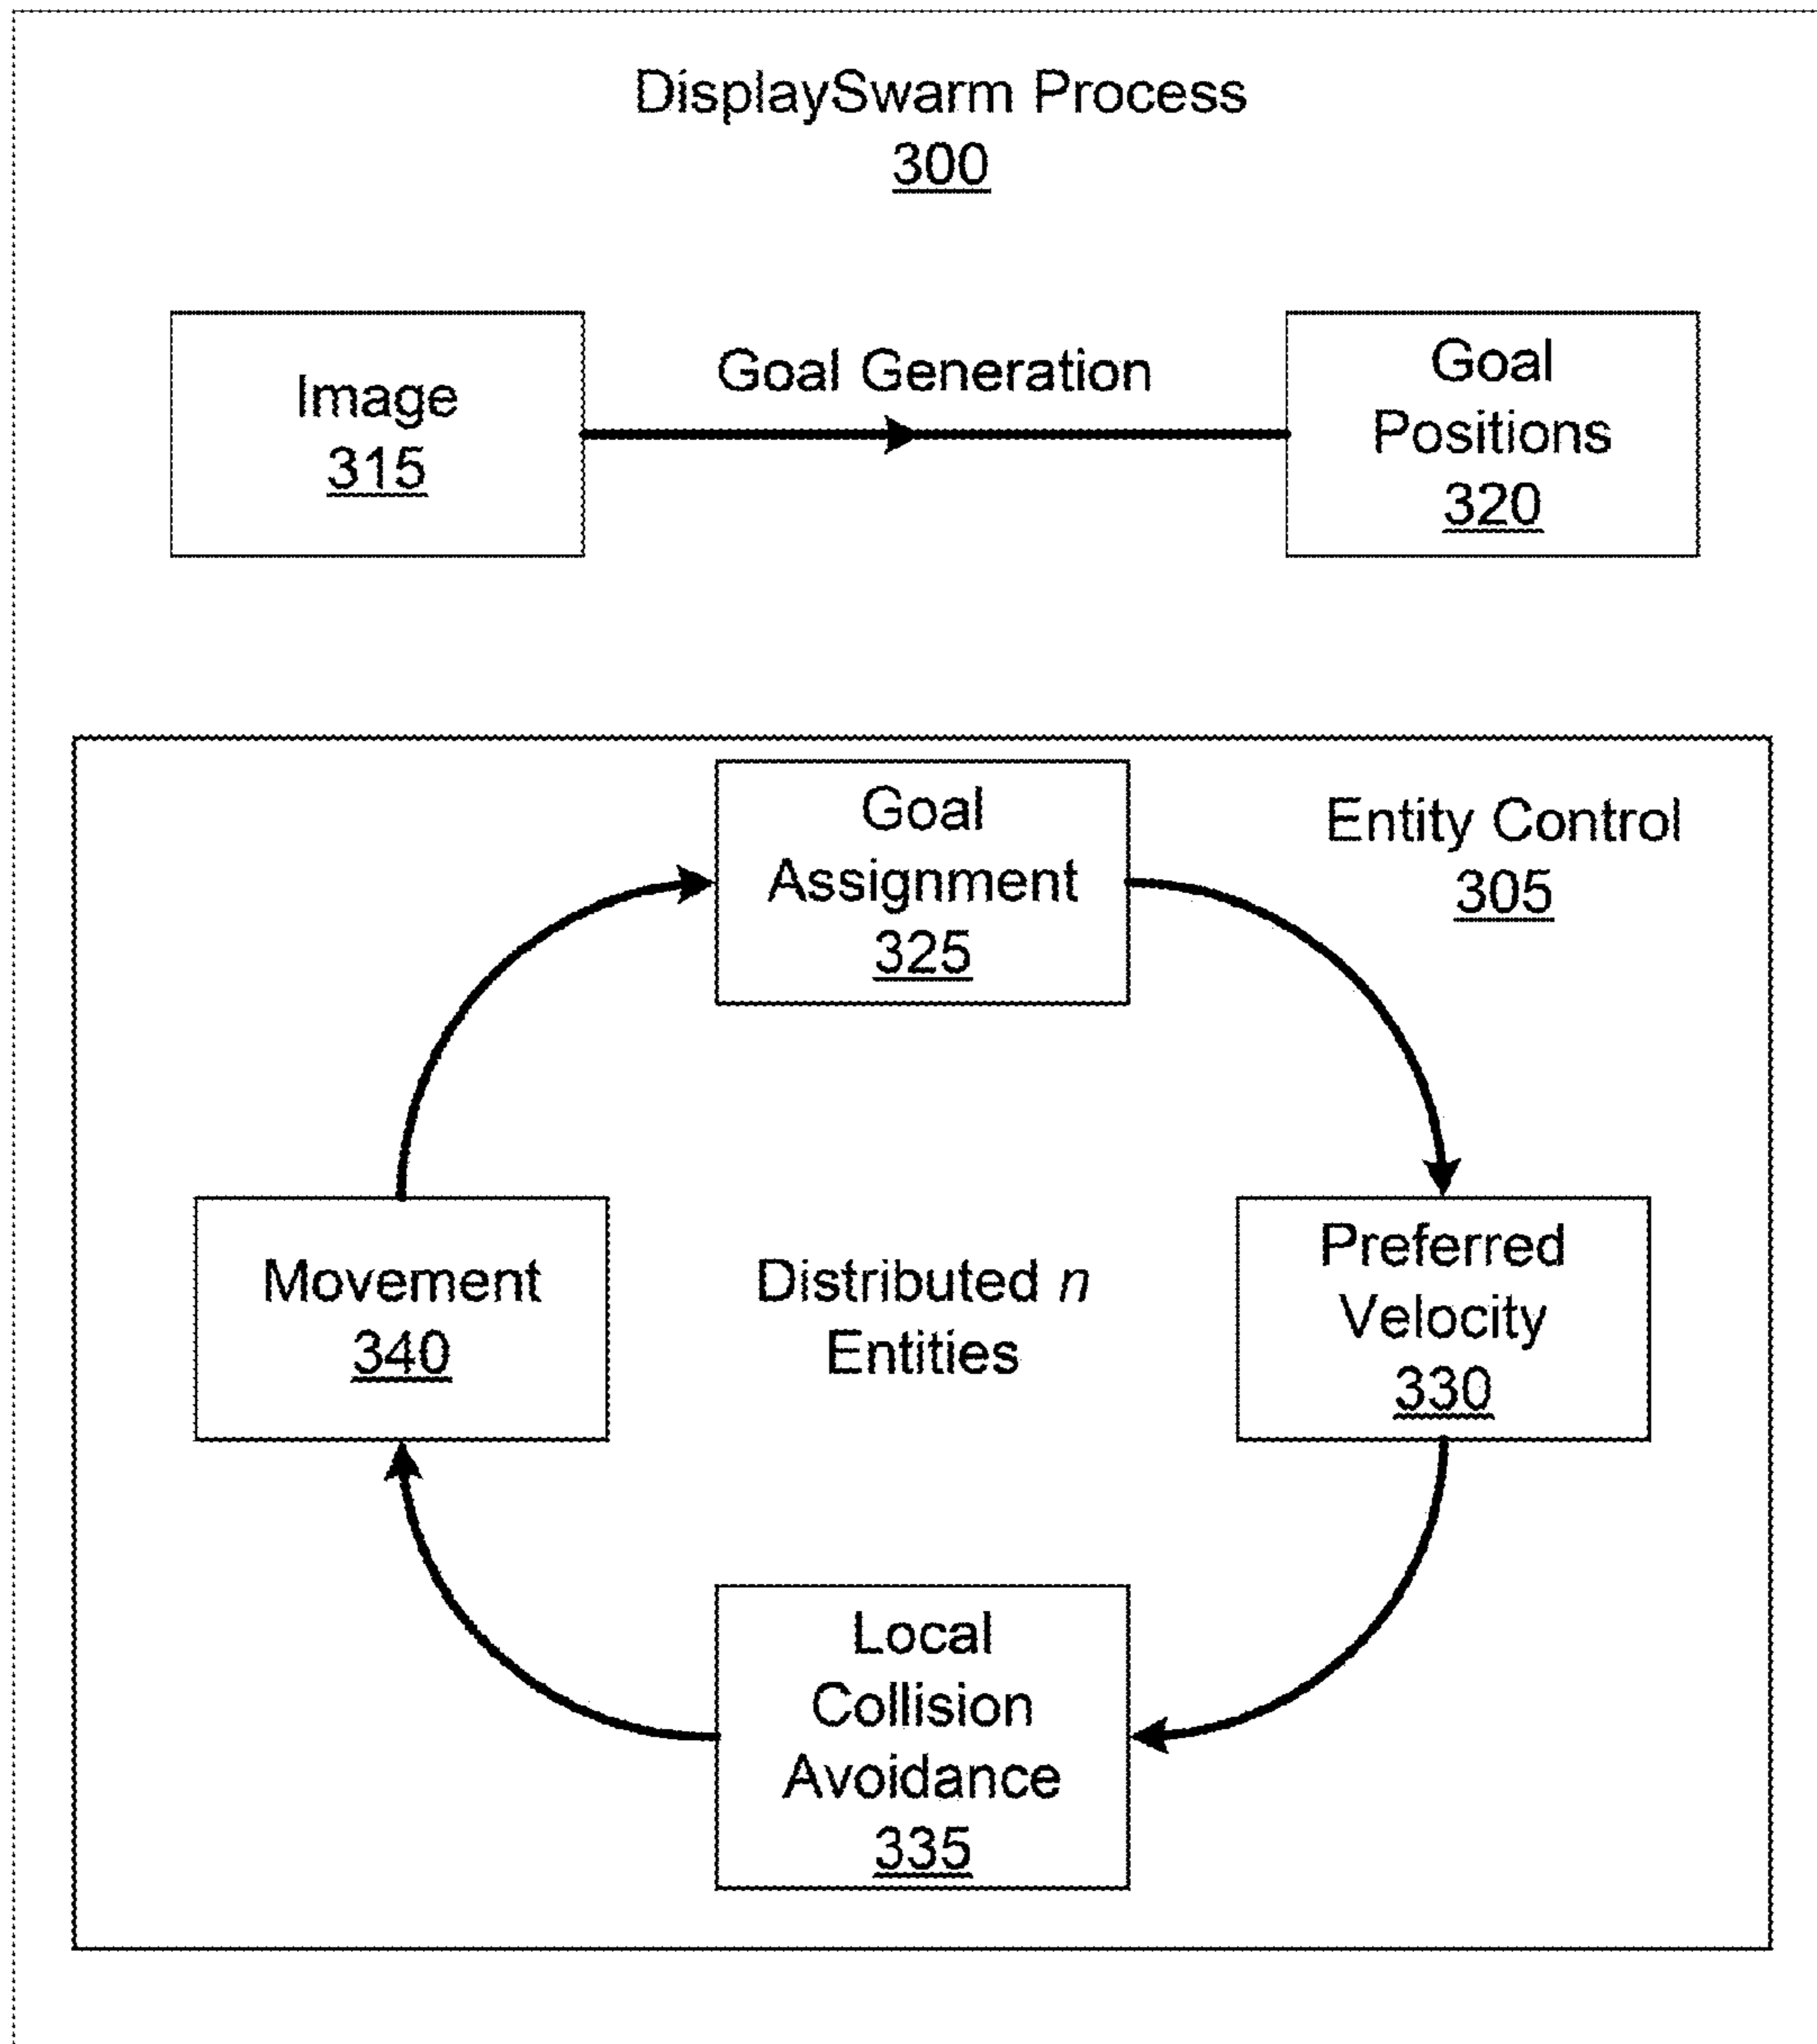 DisplaySwarm Process
300
Image
315
Goal Generation
Goal
Positions
320
Goal
Assignment
325
Entity Control
305
Movement
340
Distributed n
Entities
Preferred
Velocity
330
Local
Collision
Avoidance
335